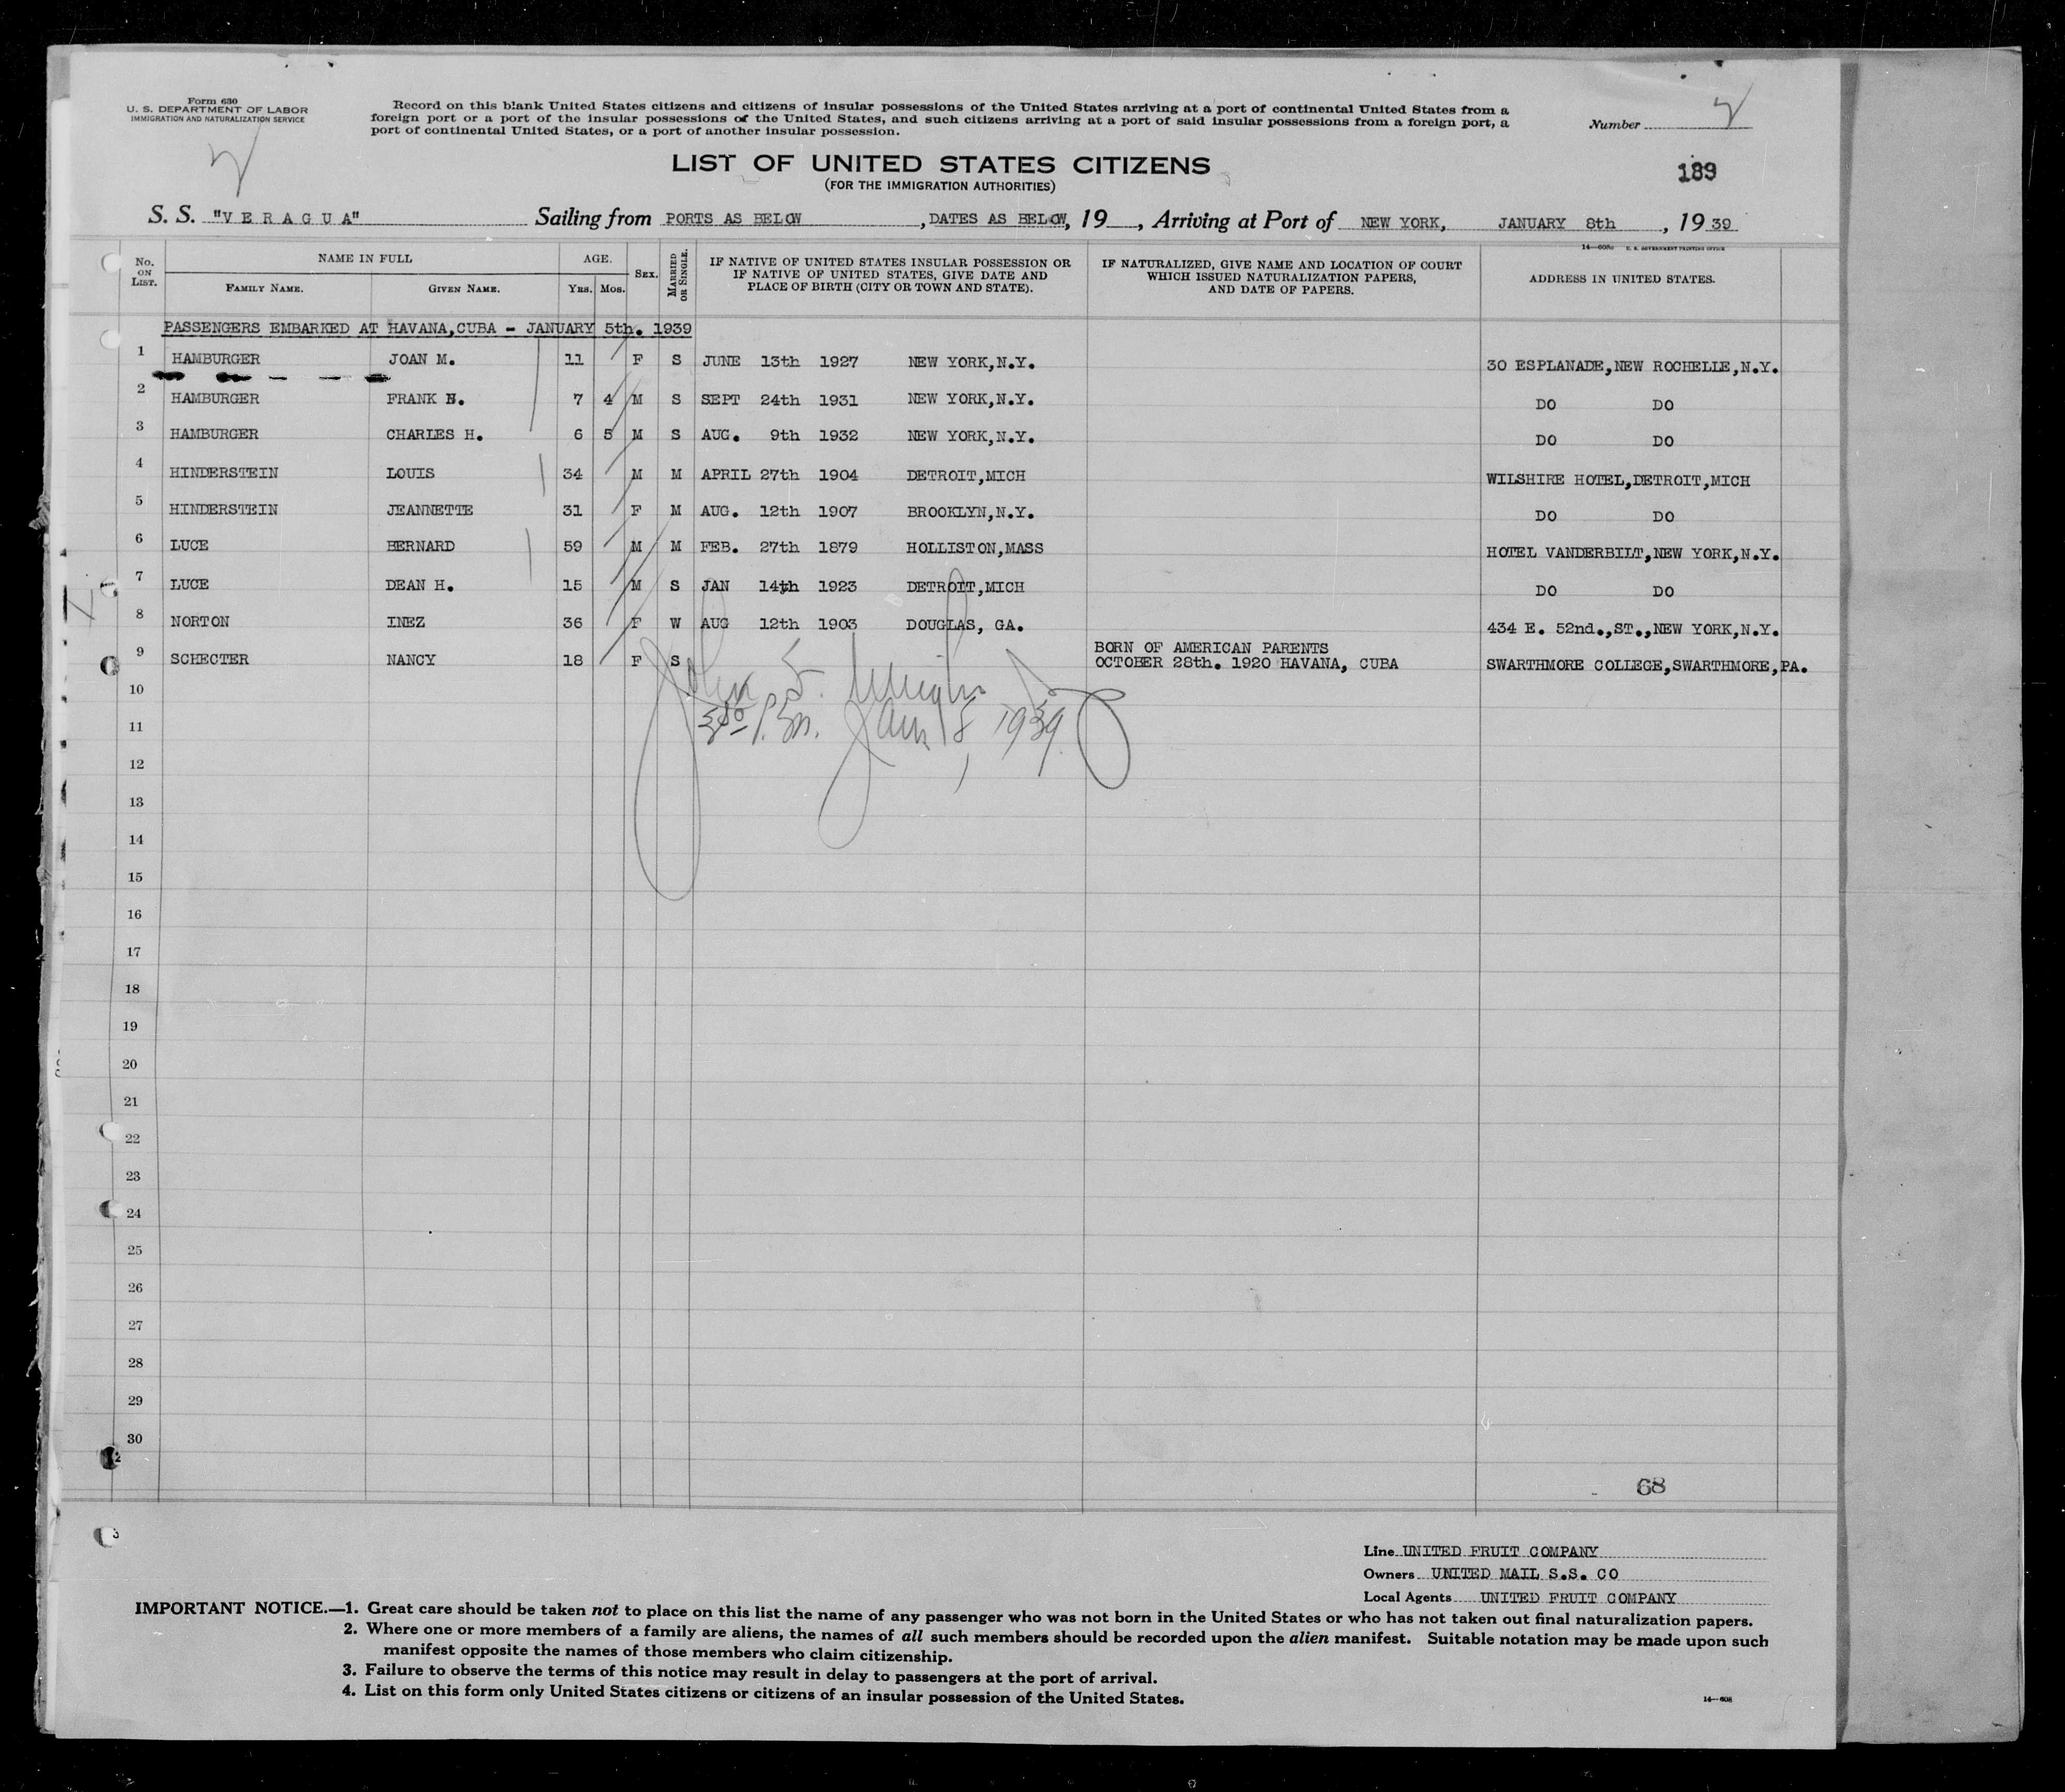 Form 630
U. S. DEPARTMENT OF LABOR
IMMIGRATION AND NATURALIZATION SERVICE
Record on this blank United States citizens and citizens of insular possessions of the United States arriving at a port of continental United States from a
foreign port or a port of the insular possessions of the United States, and such citizens arriving at a port of said insular possessions from a foreign port, a
port of continental United States, or a port of another insular possession.
Number
LIST OF UNITED STATES CITIZENS
(FOR THE IMMIGRATION AUTHORITIES)
189
S. S. "VERAGUA" Sailing from PORTS AS BELOW, DATES AS BELOW, 19 , Arriving at Port of NEW YORK, JANUARY 8th , 19 39
14—608a U. S. GOVERNMENT PRINTING OFFICE
No. ON LIST. NAME IN FULL FAMILY NAME. GIVEN NAME. AGE. YRS. MOS. SEX. MARRIED OR SINGLE. IF NATIVE OF UNITED STATES INSULAR POSSESSION OR IF NATIVE OF UNITED STATES, GIVE DATE AND PLACE OF BIRTH (CITY OR TOWN AND STATE). IF NATURALIZED, GIVE NAME AND LOCATION OF COURT WHICH ISSUED NATURALIZATION PAPERS, AND DATE OF PAPERS. ADDRESS IN UNITED STATES.
PASSENGERS EMBARKED AT HAVANA,CUBA - JANUARY 5th. 1939
1 HAMBURGER JOAN M. 11 F S JUNE 13th 1927 NEW YORK,N.Y. 30 ESPLANADE,NEW ROCHELLE,N.Y.
2 HAMBURGER FRANK H. 7 4 M S SEPT 24th 1931 NEW YORK,N.Y. DO DO
3 HAMBURGER CHARLES H. 6 5 M S AUG. 9th 1932 NEW YORK,N.Y. DO DO
4 HINDERSTEIN LOUIS 34 M M APRIL 27th 1904 DETROIT,MICH WILSHIRE HOTEL,DETROIT,MICH
5 HINDERSTEIN JEANNETTE 31 F M AUG. 12th 1907 BROOKLYN,N.Y. DO DO
6 LUCE BERNARD 59 M M FEB. 27th 1879 HOLLISTON,MASS HOTEL VANDERBILT,NEW YORK,N.Y.
7 LUCE DEAN H. 15 M S JAN 14th 1923 DETROIT,MICH DO DO
8 NORTON INEZ 36 F W AUG 12th 1903 DOUGLAS, GA. 434 E. 52nd.,ST.,NEW YORK,N.Y.
BORN OF AMERICAN PARENTS
9 SCHECTER NANCY 18 F S OCTOBER 28th. 1920 HAVANA, CUBA SWARTHMORE COLLEGE,SWARTHMORE,PA.
10
11 Jan 8, 1939
12
13
14
15
16
17
18
19
20
21
22
23
24
25
26
27
28
29
30
68
Line UNITED FRUIT COMPANY
Owners UNITED MAIL S.S. CO
Local Agents UNITED FRUIT COMPANY
IMPORTANT NOTICE.—1. Great care should be taken not to place on this list the name of any passenger who was not born in the United States or who has not taken out final naturalization papers.
2. Where one or more members of a family are aliens, the names of all such members should be recorded upon the alien manifest. Suitable notation may be made upon such
manifest opposite the names of those members who claim citizenship.
3. Failure to observe the terms of this notice may result in delay to passengers at the port of arrival.
4. List on this form only United States citizens or citizens of an insular possession of the United States.
14—608